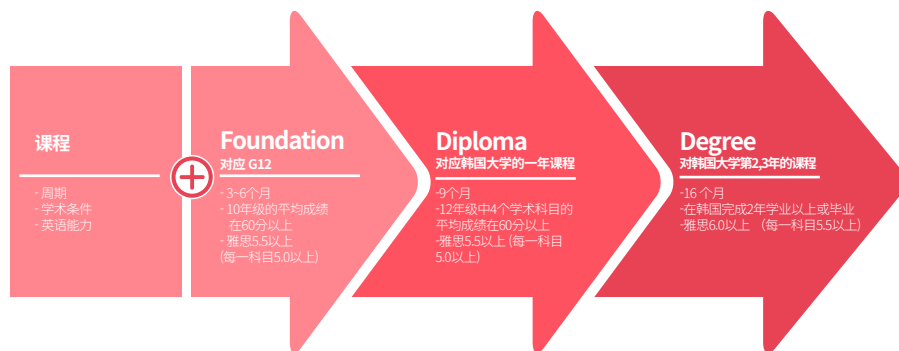 课程
- 周期
- 学术条件
- 英语能力
Foundation
对应 G12
- 3~6个月
- 10年级的平均成绩
在60分以上
- 雅思5.5以上
(每一科目5.0以上)
Diploma
对应韩国大学的一年课程
-9个月
-12年级中4个学术科目的
平均成绩在60分以上
-雅思5.5以上 (每一科目
5.0以上)
Degree
对韩国大学第2,3年的课程
-16 个月
-在韩国完成2年学业以上或毕业
-雅思6.0以上 （每一科目5.5以上)